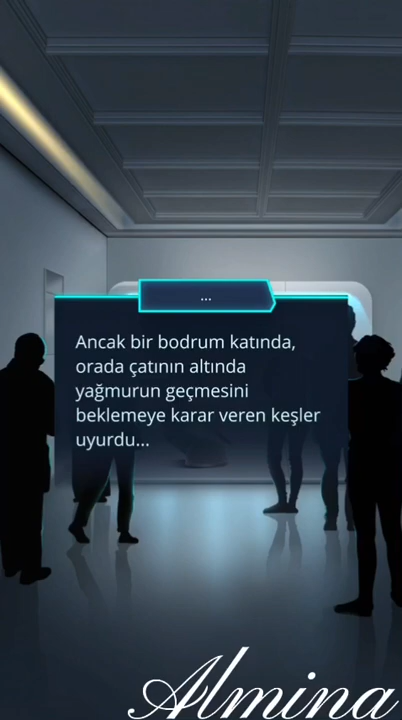 ...
Ancak bir bodrum katında,
orada çatının altında
yağmurun geçmesini
beklemeye karar veren keşler
uyurdu...
Almina